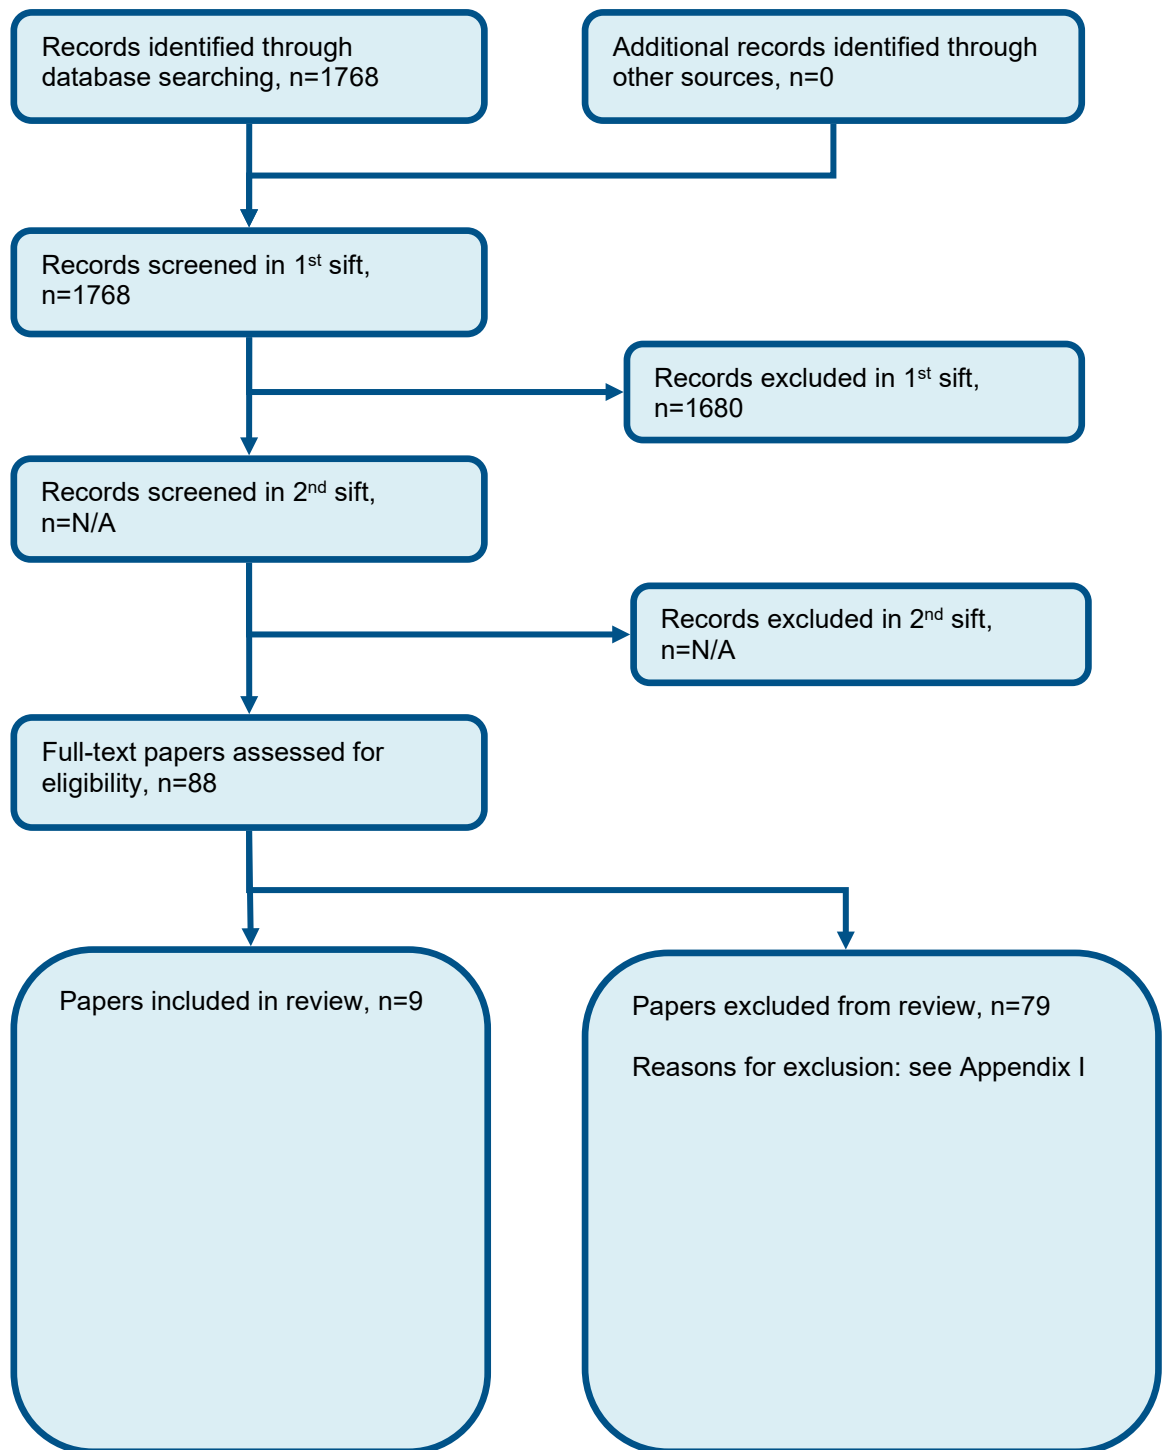 Records identified through
database searching, n=1768
Additional records identified through
other sources, n=0
Records screened in 1st sift,
n=1768
Records excluded in 1st sift,
n=1680
Records screened in 2nd sift,
n=N/A
Records excluded in 2nd sift,
n=N/A
Full-text papers assessed for
eligibility, n=88
Papers included in review, n=9
Papers excluded from review, n=79
Reasons for exclusion: see Appendix I